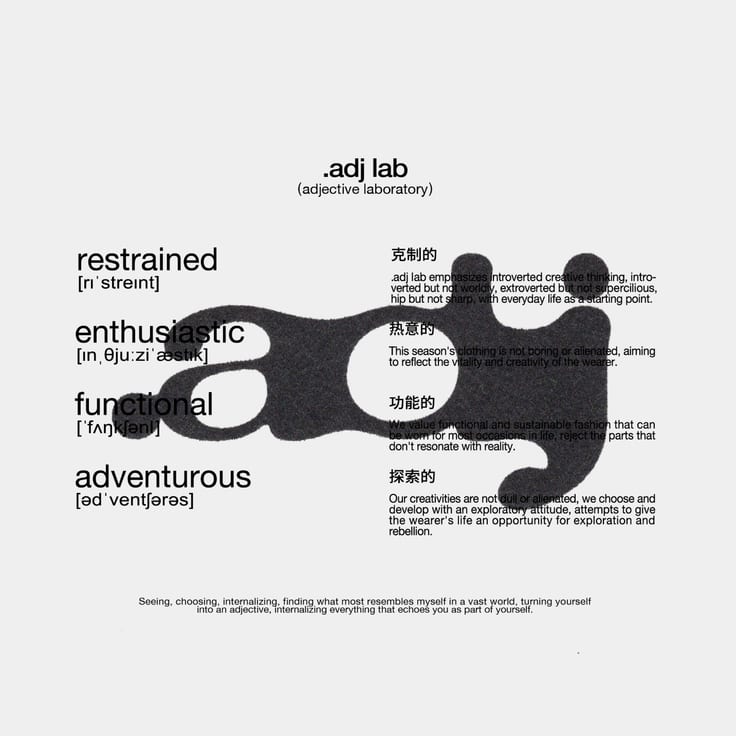 .adj lab
(adjective laboratory)
restrained
[rɪˈstreɪnt]
克制的
.adj lab emphasizes introverted creative thinking, intro-
verted but not worldly, extroverted but not supercilious,
hip but not sharp, with everyday life as a starting point.
enthusiastic
[ɪnˌθjuːziˈæstɪk]
热意的
This season's clothing is not boring or alienated, aiming
to reflect the vitality and creativity of the wearer.
functional
[ˈfʌŋkʃənl]
功能的
We value functional and sustainable fashion that can
be worn for most occasions in life, reject the parts that
don't resonate with reality.
adventurous
[ədˈventʃərəs]
探索的
Our creativities are not dull or alienated, we choose and
develop with an exploratory attitude, attempts to give
the wearer's life an opportunity for exploration and
rebellion.
adj
Seeing, choosing, internalizing, finding what most resembles myself in a vast world, turning yourself
into an adjective, internalizing everything that echoes you as part of yourself.